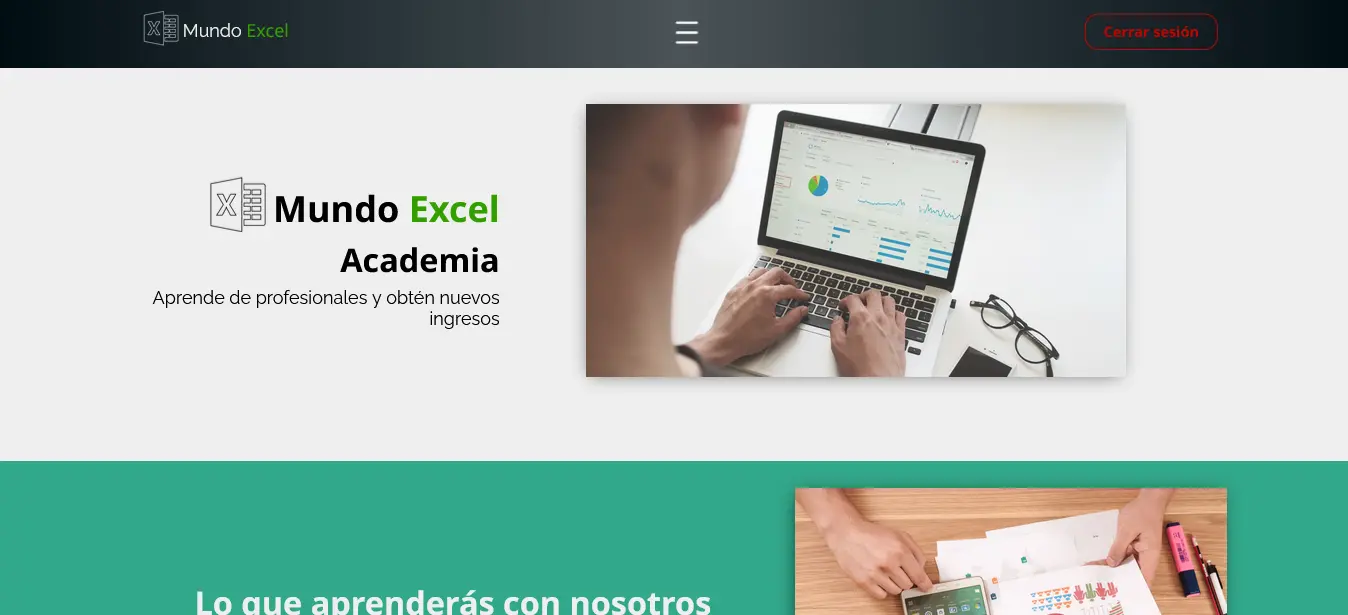 Mundo Excel
Cerrar sesión
Mundo Excel
Academia
Aprende de profesionales y obtén nuevos
ingresos
Lo que aprenderás con nosotros